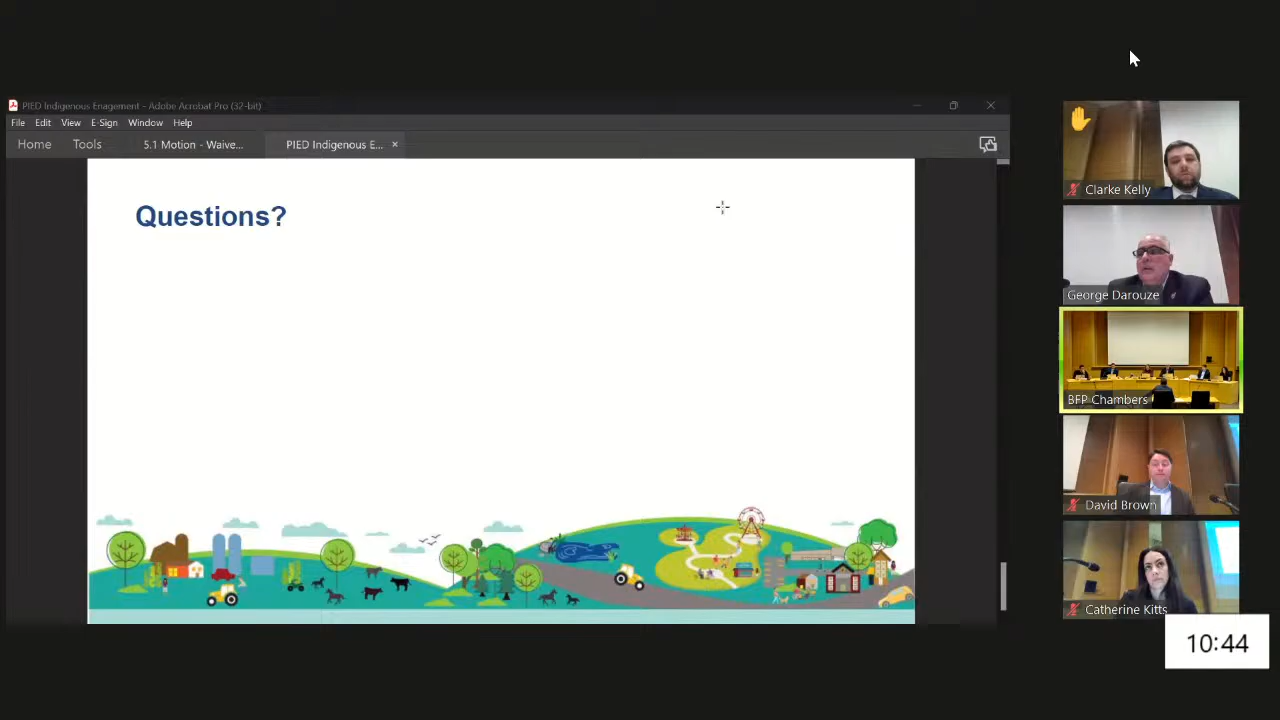 PIED Indigenous Enagement - Adobe Acrobat Pro (32-bit)
File Edit View E-Sign Window Help
Home Tools 5.1 Motion - Waive... PIED Indigenous E...
Questions?
Clarke Kelly
George Darouze
BFP Chambers
David Brown
Catherine Kitts
10:44